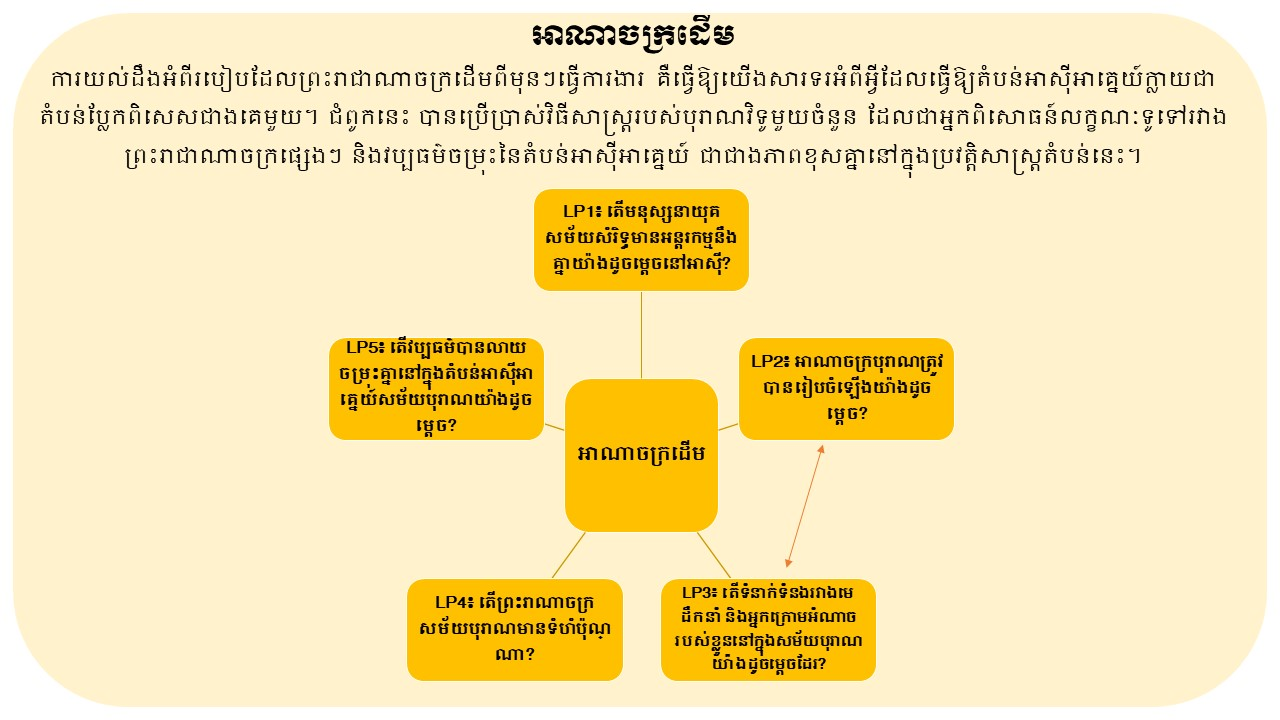 អាណាចក្រដើម
ការយល់ដឹងអំពីរបៀបដែលព្រះរាជាណាចក្រដើមពីមុនៗធ្វើការងារ គឺធ្វើឱ្យយើងសារទរអំពីអ្វីដែលធ្វើឱ្យតំបន់អាស៊ីអាគ្នេយ៍ក្លាយជា
តំបន់ប្លែកពិសេសជាងគេមួយ។ ជំពូកនេះ បានប្រើប្រាស់វិធីសាស្ត្ររបស់បុរាណវិទូមួយចំនួន ដែលជាអ្នកពិសោធន៍លក្ខណៈទូទៅរវាង
ព្រះរាជាណាចក្រផ្សេងៗ និងវប្បធម៌ចម្រុះនៃតំបន់អាស៊ីអាគ្នេយ៍ ជាជាងភាពខុសគ្នានៅក្នុងប្រវត្តិសាស្ត្រតំបន់នេះ។
LP1៖ តើមនុស្សនាយុគ
សម័យសំរិទ្ធមានអន្តរកម្មនឹង
គ្នាយ៉ាងដូចម្តេចនៅអាស៊ី?
LP2៖ អាណាចក្របុរាណត្រូវ
បានរៀបចំឡើងយ៉ាងដូច
ម្តេច?
LP3៖ តើទំនាក់ទំនងរវាងមេ
ដឹកនាំ និងអ្នកក្រោមអំណាច
របស់ខ្លួននៅក្នុងសម័យបុរាណ
យ៉ាងដូចម្តេចដែរ?
LP4៖ តើព្រះរាណាចក្រ
សម័យបុរាណមានទំហំប៉ុណ្
ណា?
LP5៖ តើវប្បធម៌បានលាយ
ចម្រុះគ្នានៅក្នុងតំបន់អាស៊ីអា
គ្នេយ៍សម័យបុរាណយ៉ាងដូច
ម្តេច?
អាណាចក្រដើម